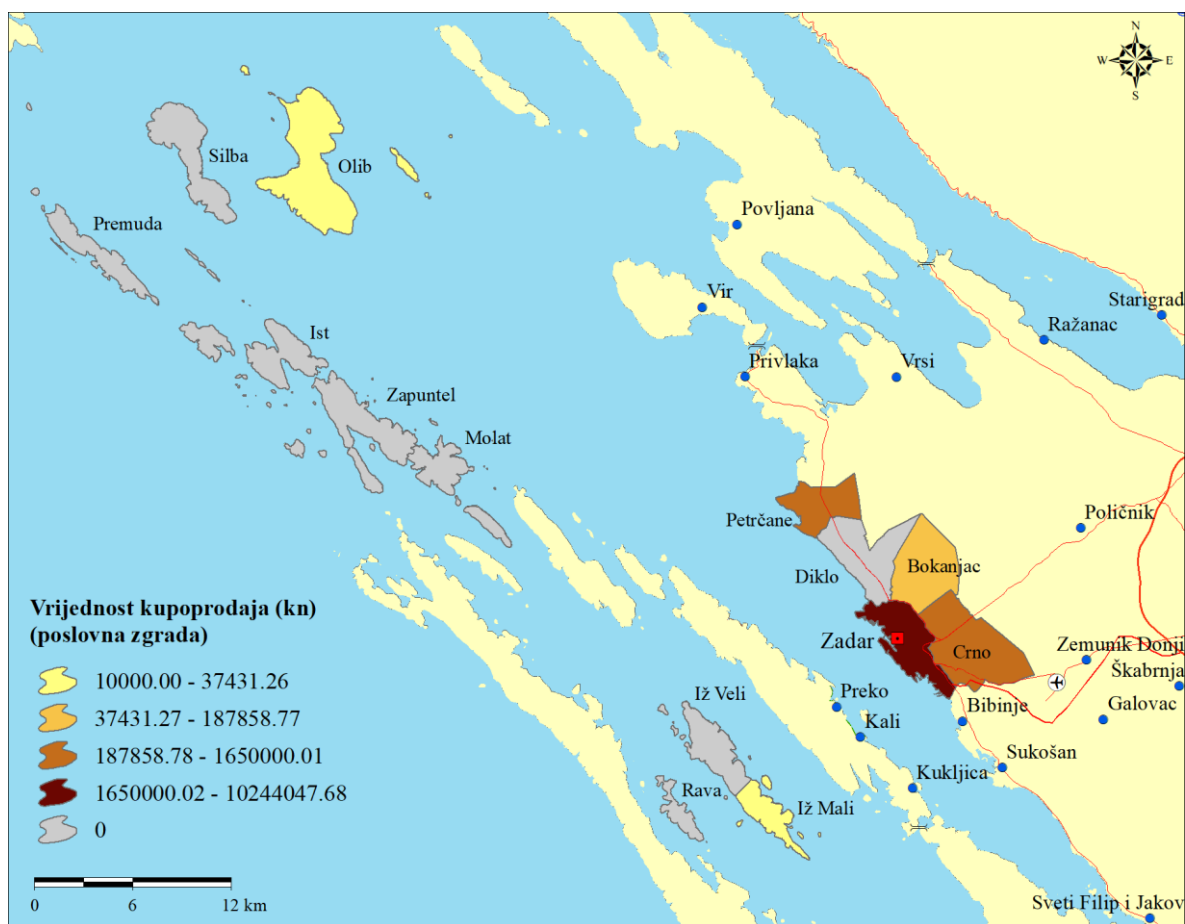 N
W E
S
Silba
Olib
Premuda
Povljana
Vir
Starigrad
Ražanac
Ist
Privlaka
Vrsi
Zapuntel
Molat
Petrčane
Poličnik
Diklo
Bokanjac
Vrijednost kupoprodaja (kn)
(poslovna zgrada)
10000.00 - 37431.26
37431.27 - 187858.77
187858.78 - 1650000.01
1650000.02 - 10244047.68
0
Zadar
Crno
Zemunik Donji
Škabrnja
Iž Veli
Preko
Bibinje
Galovac
Kali
Sukošan
Rava
Iž Mali
Kukljica
0 6 12 km
Sveti Filip i Jakov